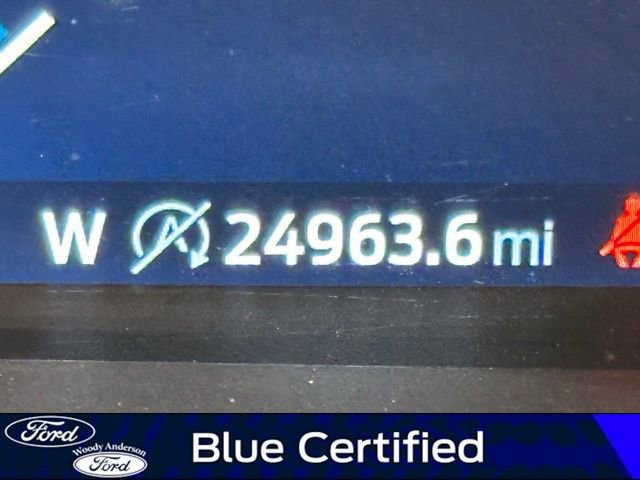 W A 24963.6 mi
Ford
Woody Anderson
Ford
Blue Certified